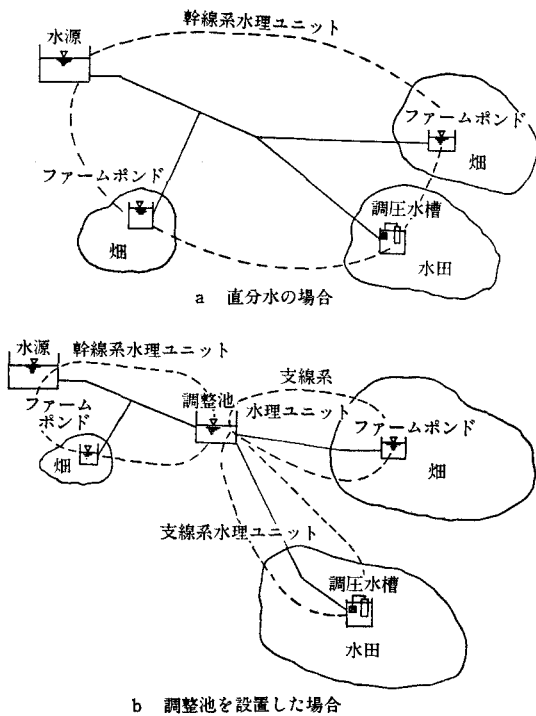 幹線系水理ユニット
水源
ファームポンド
畑
ファームポンド
畑
調圧水槽
水田
a 直分水の場合
水源
幹線系水理ユニット
支線系
調整池
水理ユニット
ファーム
ポンド
畑
ファームポンド
畑
支線系水理ユニット
調圧水槽
水田
b 調整池を設置した場合